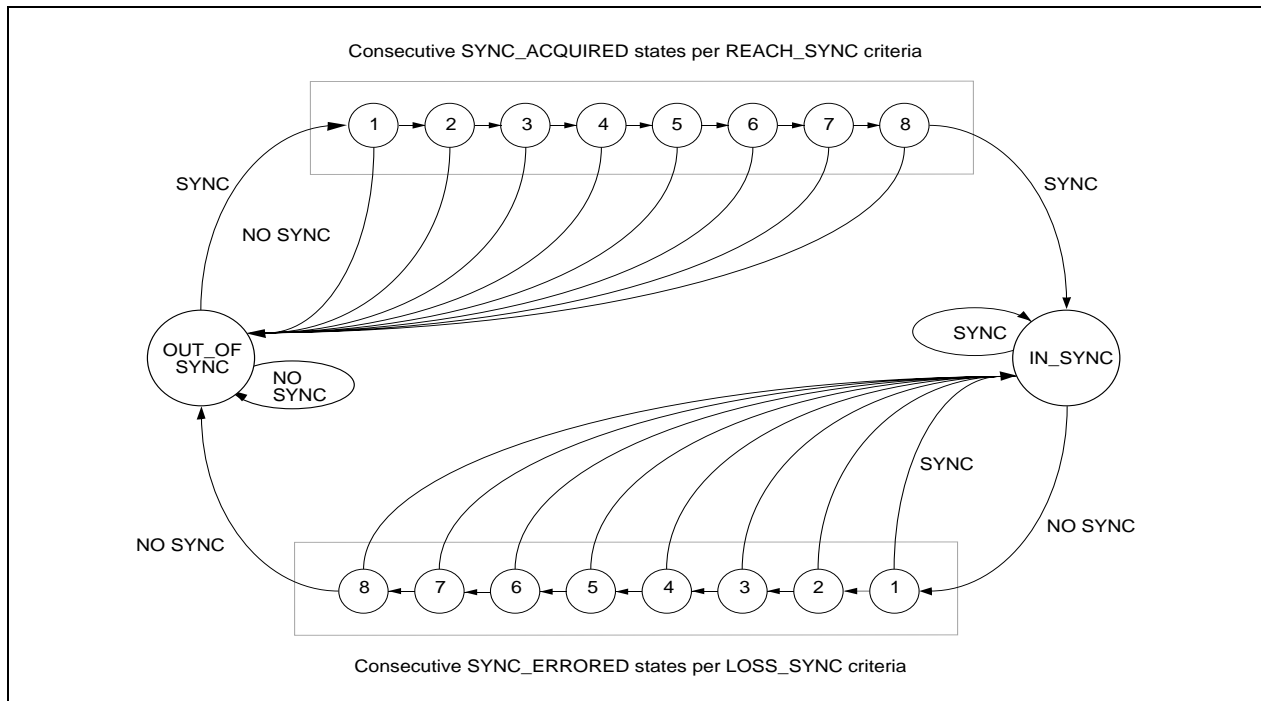 Consecutive SYNC_ACQUIRED states per REACH_SYNC criteria
1 2 3 4 5 6 7 8
SYNC
SYNC
NO SYNC
OUT_OF
SYNC
NO
SYNC
SYNC
IN_SYNC
SYNC
NO SYNC
NO SYNC
8 7 6 5 4 3 2 1
Consecutive SYNC_ERRORED states per LOSS_SYNC criteria